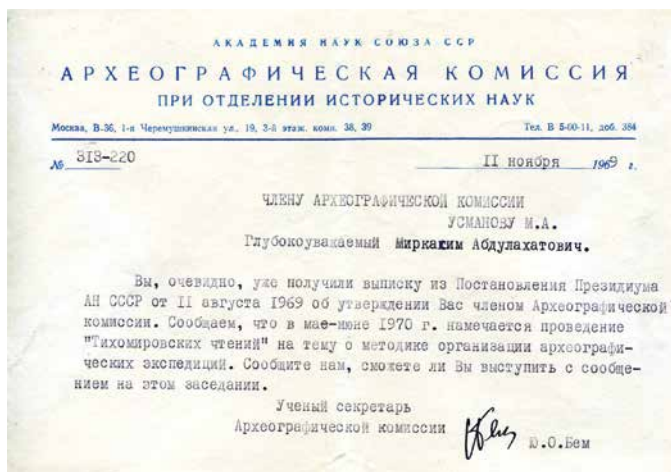 АКАДЕМИЯ НАУК СОЮЗА ССР
АРХЕОГРАФИЧЕСКАЯ КОМИССИЯ
ПРИ ОТДЕЛЕНИИ ИСТОРИЧЕСКИХ НАУК
Москва, В-36, 1-я Черемушкинская ул., 19, 3-й этаж. комн. 38, 39 Тел. В 5-60-11, доб. 384
№ 313-220 II ноября 1969 г.
ЧЛЕНУ АРХЕОГРАФИЧЕСКОЙ КОМИССИИ
УСМАНОВУ М.А.
Глубокоуважаемый Миркасим Абдулахатович.
Вы, очевидно, уже получили выписку из Постановления Президиума
АН СССР от II августа I969 об утверждении Вас членом Археографической
комиссии. Сообщаем, что в мае-июне I970 г. намечается проведение
"Тихомировских чтений" на тему о методике организации археографи-
ческих экспедиций. Сообщите нам, сможете ли Вы выступить с сообще-
нием на этом заседании.
Ученый секретарь
Археографической комиссии
Ю.О.Бем